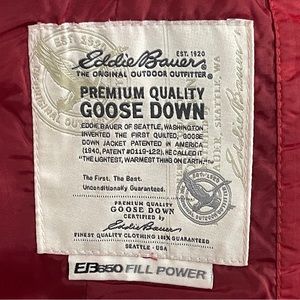 Eddie Bauer EST. 1920
THE ORIGINAL OUTDOOR OUTFITTER®
PREMIUM QUALITY
GOOSE DOWN
EDDIE BAUER OF SEATTLE, WASHINGTON
INVENTED THE FIRST QUILTED, GOOSE
DOWN JACKET PATENTED IN AMERICA
(1940, PATENT #D119-122). HE CALLED IT
"THE LIGHTEST, WARMEST THING ON EARTH."
The First. The Best.
Unconditionally Guaranteed.
PREMIUM QUALITY
GOOSE DOWN
CERTIFIED by
Eddie Bauer
FINEST QUALITY CLOTHING 100% GUARANTEED
SEATTLE · USA
EB650 FILL POWER